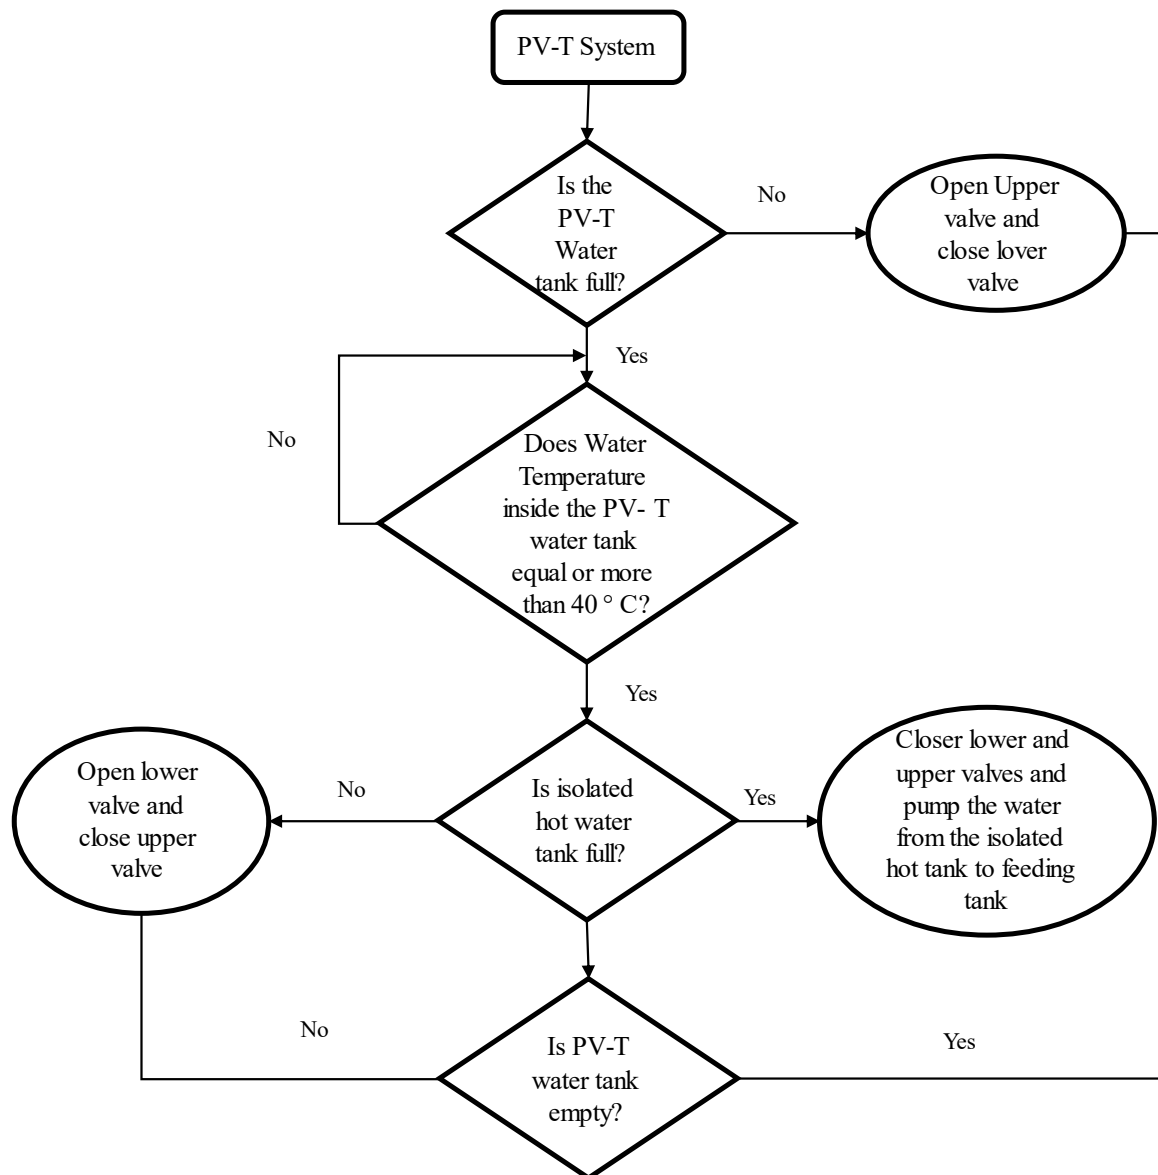 PV-T System
Is the
PV-T
Water
tank full?
No
Open Upper
valve and
close lover
valve
Yes
No
Does Water
Temperature
inside the PV- T
water tank
equal or more
than 40 ° C?
Yes
Open lower
valve and
close upper
valve
No
Is isolated
hot water
tank full?
Yes
Closer lower and
upper valves and
pump the water
from the isolated
hot tank to feeding
tank
No
Is PV-T
water tank
empty?
Yes